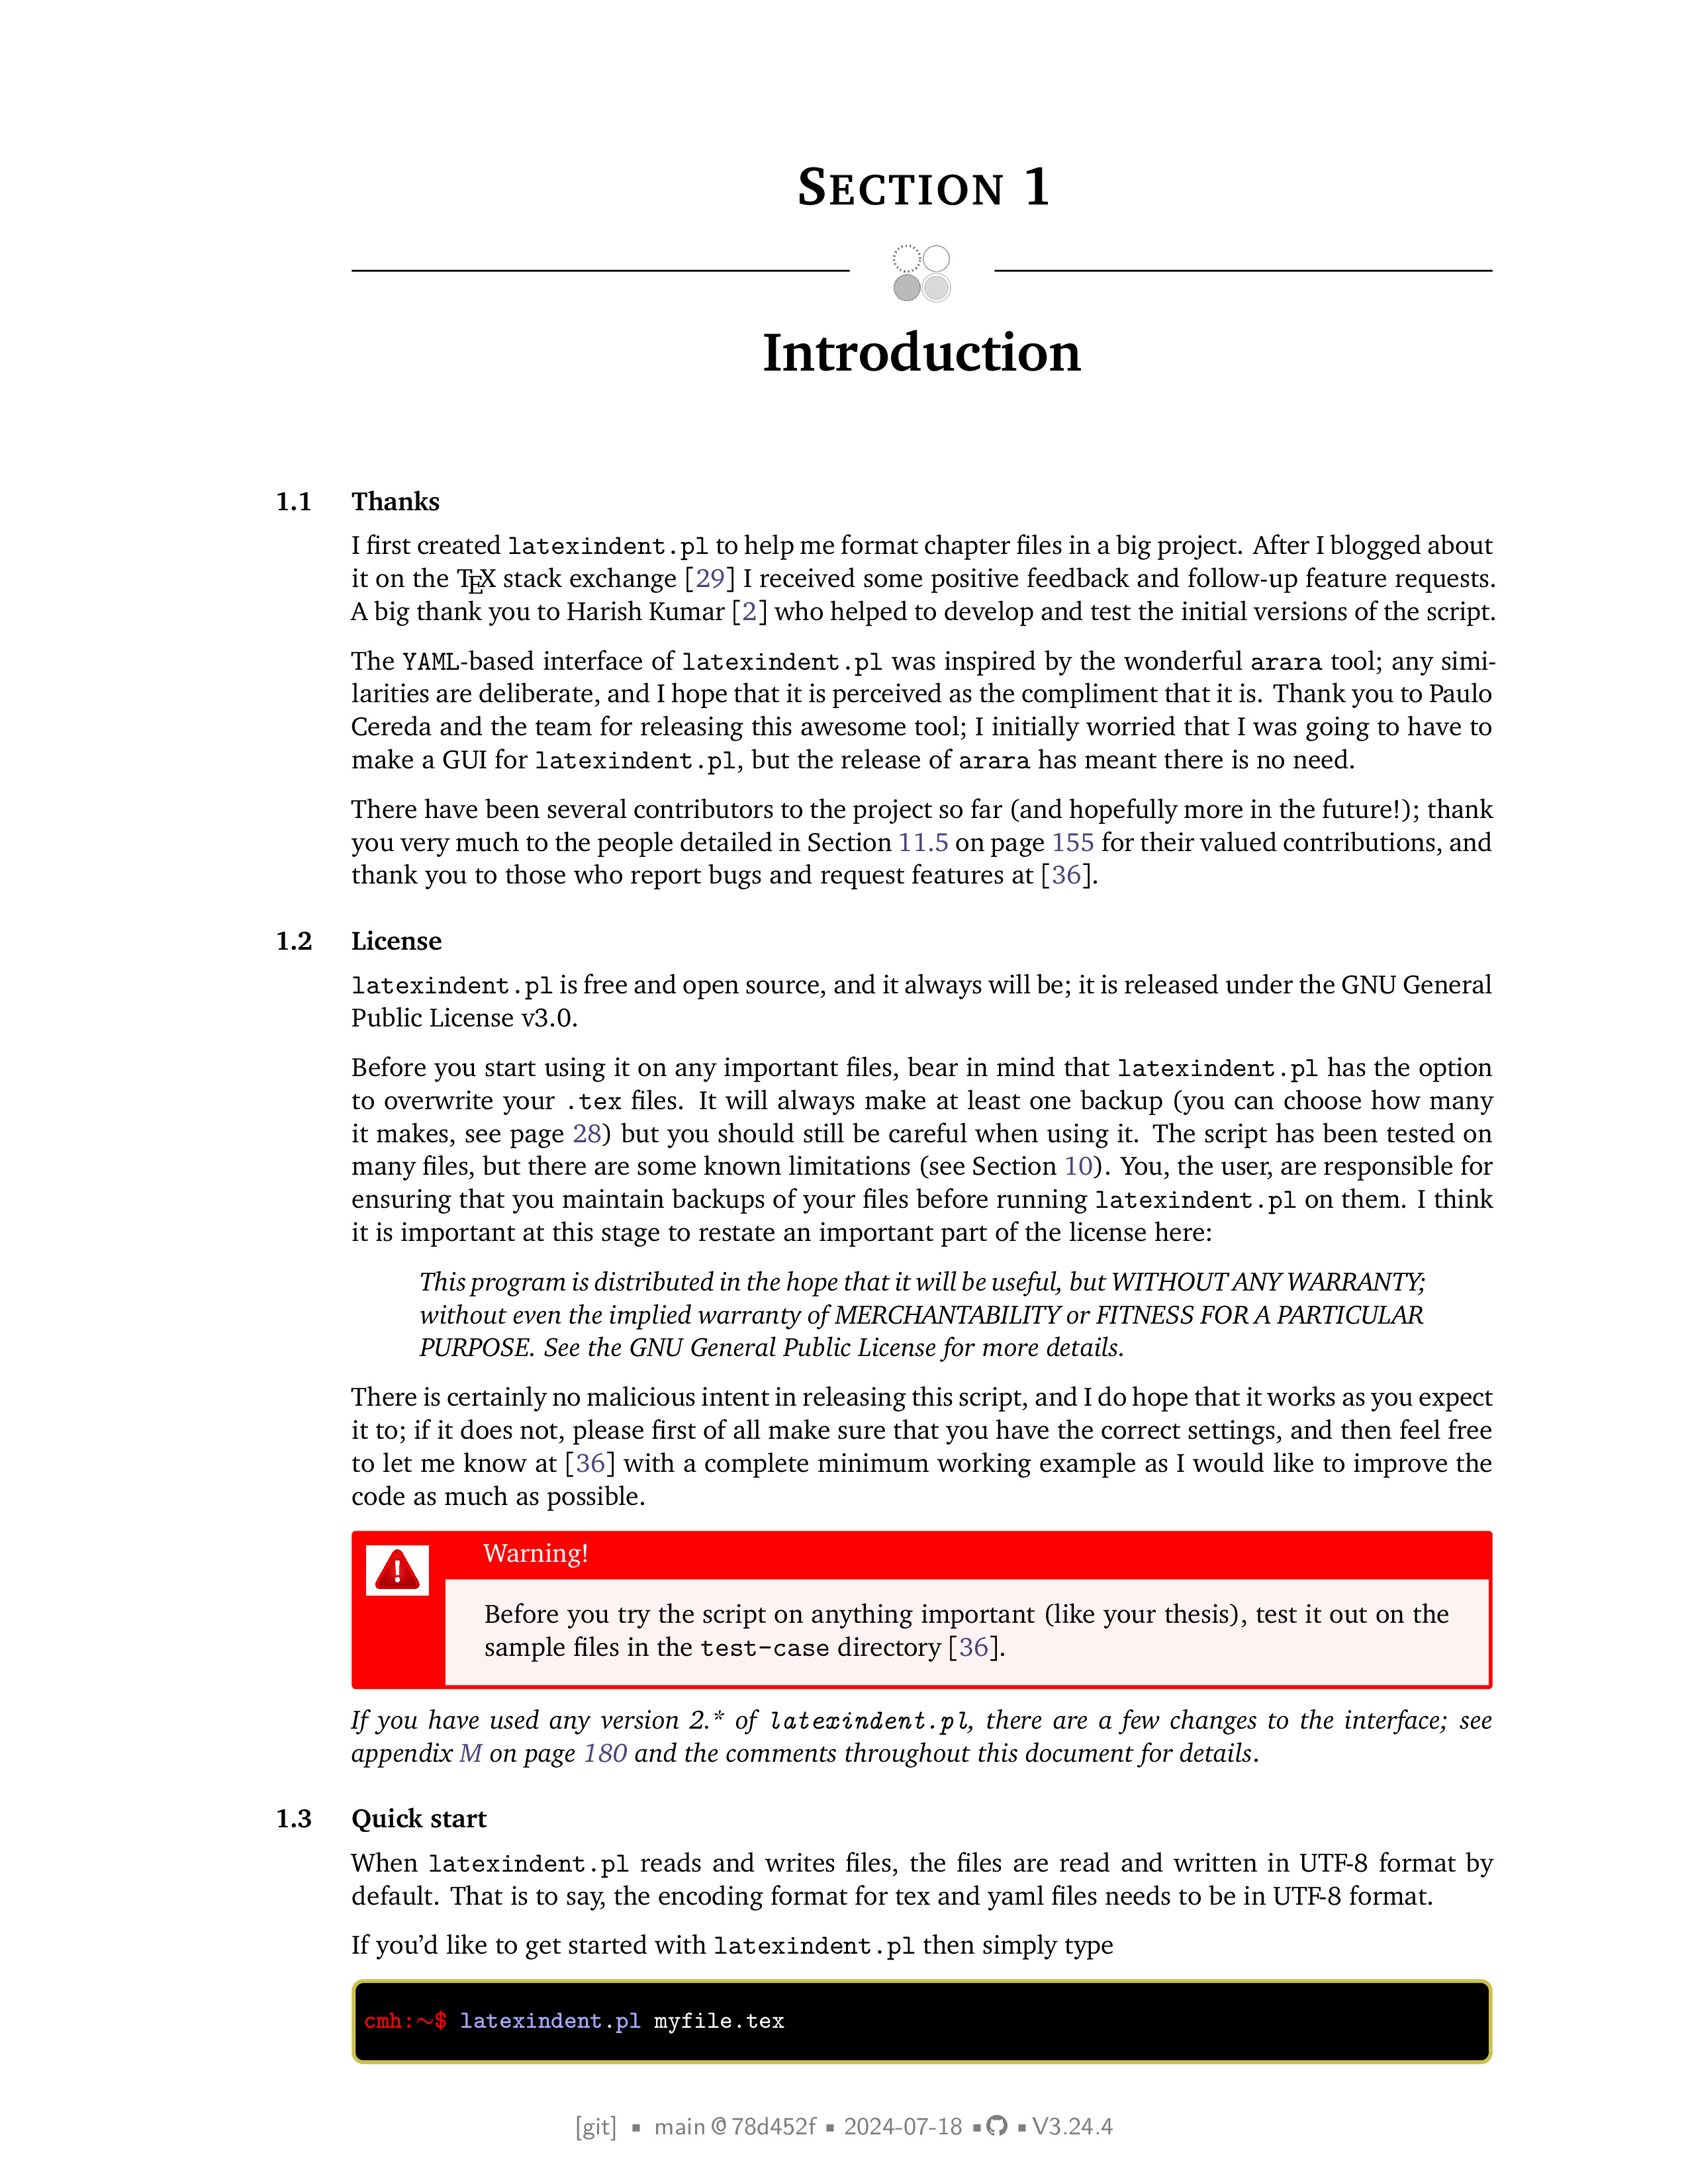 SECTION 1
Introduction
1.1 Thanks
I first created latexindent.pl to help me format chapter files in a big project. After I blogged about
it on the TEX stack exchange [29] I received some positive feedback and follow-up feature requests.
A big thank you to Harish Kumar [2] who helped to develop and test the initial versions of the script.
The YAML-based interface of latexindent.pl was inspired by the wonderful arara tool; any simi-
larities are deliberate, and I hope that it is perceived as the compliment that it is. Thank you to Paulo
Cereda and the team for releasing this awesome tool; I initially worried that I was going to have to
make a GUI for latexindent.pl, but the release of arara has meant there is no need.
There have been several contributors to the project so far (and hopefully more in the future!); thank
you very much to the people detailed in Section 11.5 on page 155 for their valued contributions, and
thank you to those who report bugs and request features at [36].
1.2 License
latexindent.pl is free and open source, and it always will be; it is released under the GNU General
Public License v3.0.
Before you start using it on any important files, bear in mind that latexindent.pl has the option
to overwrite your .tex files. It will always make at least one backup (you can choose how many
it makes, see page 28) but you should still be careful when using it. The script has been tested on
many files, but there are some known limitations (see Section 10). You, the user, are responsible for
ensuring that you maintain backups of your files before running latexindent.pl on them. I think
it is important at this stage to restate an important part of the license here:
This program is distributed in the hope that it will be useful, but WITHOUT ANY WARRANTY;
without even the implied warranty of MERCHANTABILITY or FITNESS FOR A PARTICULAR
PURPOSE. See the GNU General Public License for more details.
There is certainly no malicious intent in releasing this script, and I do hope that it works as you expect
it to; if it does not, please first of all make sure that you have the correct settings, and then feel free
to let me know at [36] with a complete minimum working example as I would like to improve the
code as much as possible.
Warning!
Before you try the script on anything important (like your thesis), test it out on the
sample files in the test-case directory [36].
If you have used any version 2.* of latexindent.pl, there are a few changes to the interface; see
appendix M on page 180 and the comments throughout this document for details.
1.3 Quick start
When latexindent.pl reads and writes files, the files are read and written in UTF-8 format by
default. That is to say, the encoding format for tex and yaml files needs to be in UTF-8 format.
If you'd like to get started with latexindent.pl then simply type
cmh:~$ latexindent.pl myfile.tex
[git] ▪ main @ 78d452f ▪ 2024-07-18 ▪ ▪ V3.24.4